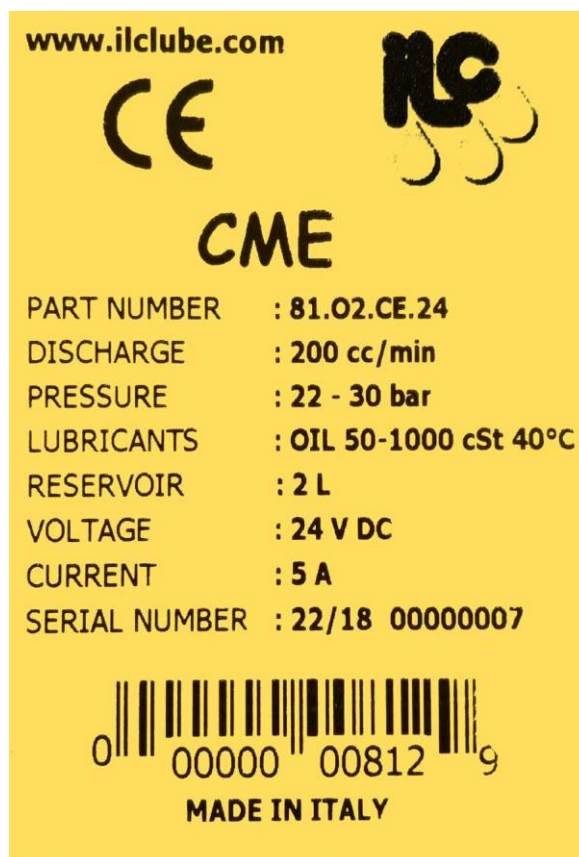 www.ilclube.com
CE
ilc
CME
PART NUMBER : 81.O2.CE.24
DISCHARGE : 200 cc/min
PRESSURE : 22 - 30 bar
LUBRICANTS : OIL 50-1000 cSt 40°C
RESERVOIR : 2 L
VOLTAGE : 24 V DC
CURRENT : 5 A
SERIAL NUMBER : 22/18 00000007
0 00000 00812 9
MADE IN ITALY